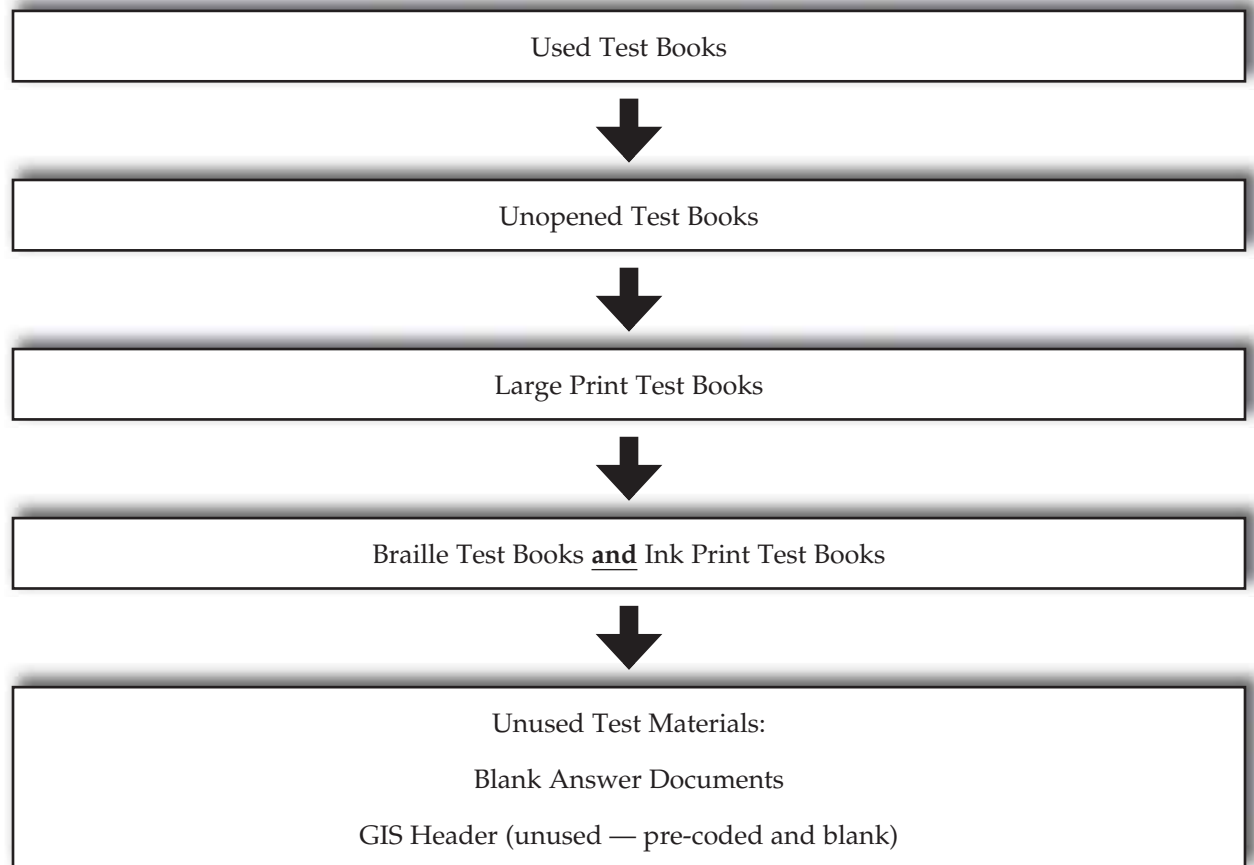 Used Test Books
Unopened Test Books
Large Print Test Books
Braille Test Books and Ink Print Test Books
Unused Test Materials:
Blank Answer Documents
GIS Header (unused — pre-coded and blank)